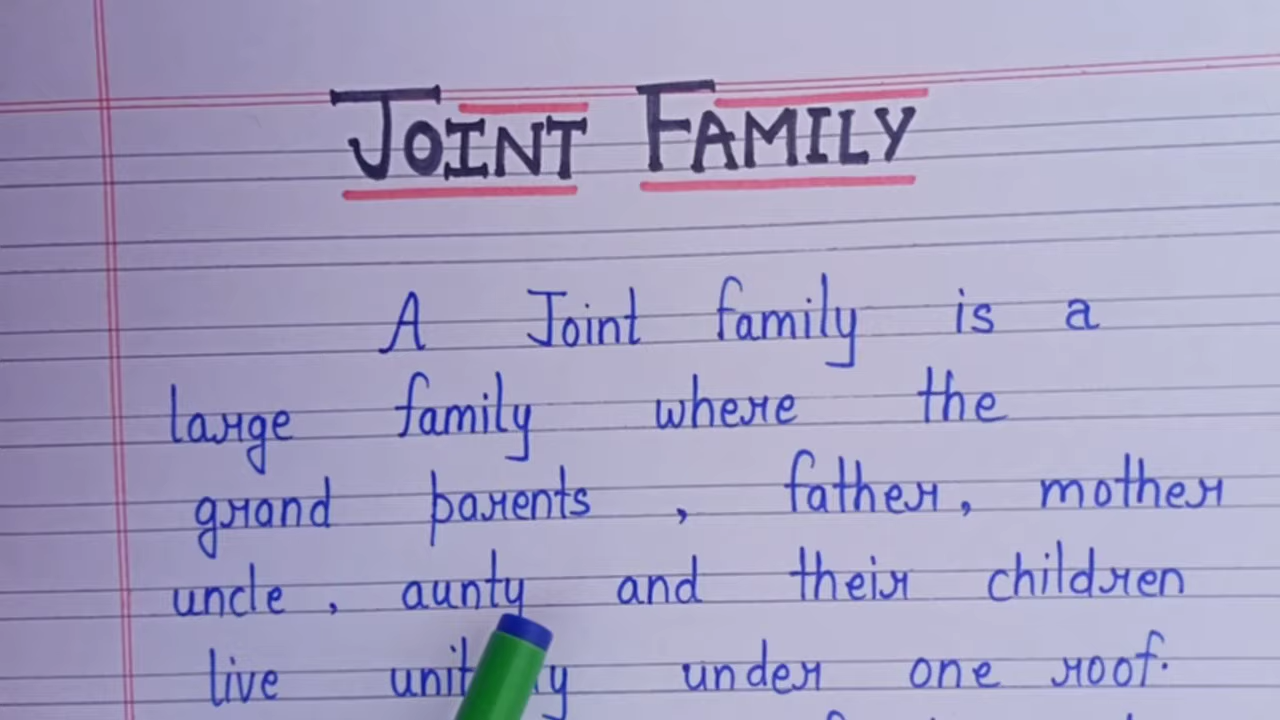 JOINT FAMILY
A Joint family is a
large family where the
grand parents , father, mother
uncle , aunty and their children
live under one roof.